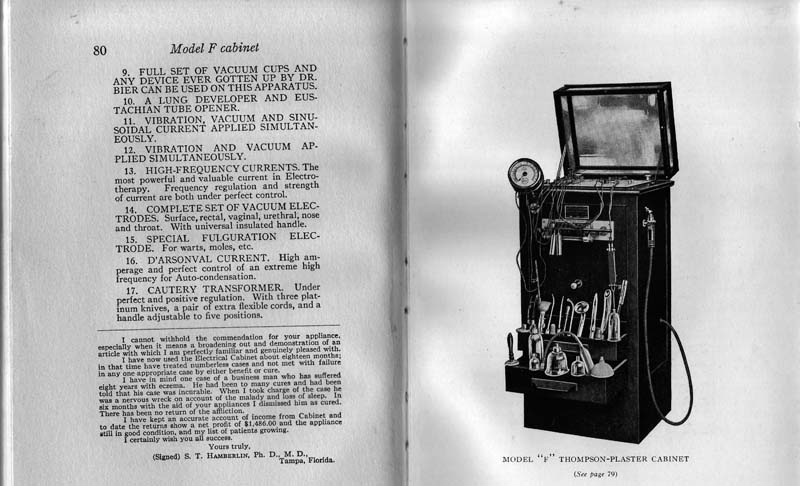 80
Model F cabinet
9. FULL SET OF VACUUM CUPS AND
ANY DEVICE EVER GOTTEN UP BY DR.
BIER CAN BE USED ON THIS APPARATUS.
10. A LUNG DEVELOPER AND EUS-
TACHIAN TUBE OPENER.
11. VIBRATION, VACUUM AND SINU-
SOIDAL CURRENT APPLIED SIMULTAN-
EOUSLY.
12. VIBRATION AND VACUUM AP-
PLIED SIMULTANEOUSLY.
13. HIGH-FREQUENCY CURRENTS. The
most powerful and valuable current in Electro-
therapy. Frequency regulation and strength
of current are both under perfect control.
14. COMPLETE SET OF VACUUM ELEC-
TRODES. Surface, rectal, vaginal, urethral, nose
and throat. With universal insulated handle.
15. SPECIAL FULGURATION ELEC-
TRODE. For warts, moles, etc.
16. D'ARSONVAL CURRENT. High am-
perage and perfect control of an extreme high
frequency for Auto-condensation.
17. CAUTERY TRANSFORMER. Under
perfect and positive regulation. With three plat-
inum knives, a pair of extra flexible cords, and a
handle adjustable to five positions.
I cannot withhold the commendation for your appliance,
especially when it means a broadening out and demonstration of an
article with which I am perfectly familiar and genuinely pleased with.
I have now used the Electrical Cabinet about eighteen months;
in that time have treated numberless cases and not met with failure
in any one appropriate case by either benefit or cure.
I have in mind one case of a business man who has suffered
eight years with eczema. He had been to many cures and had been
told that his case was incurable. When I took charge of the case he
was a nervous wreck on account of the malady and loss of sleep. In
six months with the aid of your appliances I dismissed him as cured.
There has been no return of the affliction.
I have kept an accurate account of income from Cabinet and
to date the returns show a net profit of $1,486.00 and the appliance
still in good condition, and my list of patients growing.
I certainly wish you all success.
Yours truly,
(Signed) S. T. HAMBERLIN, Ph. D., M. D.,
Tampa, Florida.
MODEL "F" THOMPSON-PLASTER CABINET
(See page 79)